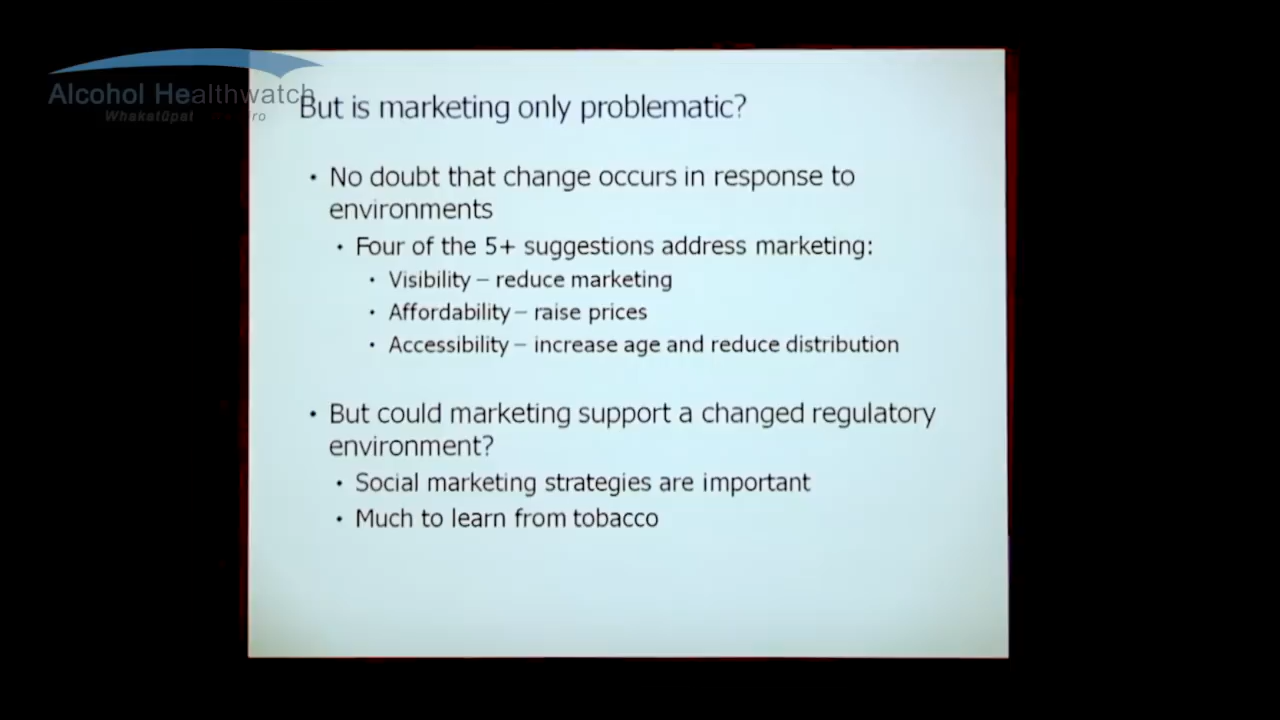 Alcohol Healthwatch
But is marketing only problematic?
• No doubt that change occurs in response to
environments
• Four of the 5+ suggestions address marketing:
• Visibility – reduce marketing
• Affordability – raise prices
• Accessibility – increase age and reduce distribution
• But could marketing support a changed regulatory
environment?
• Social marketing strategies are important
• Much to learn from tobacco